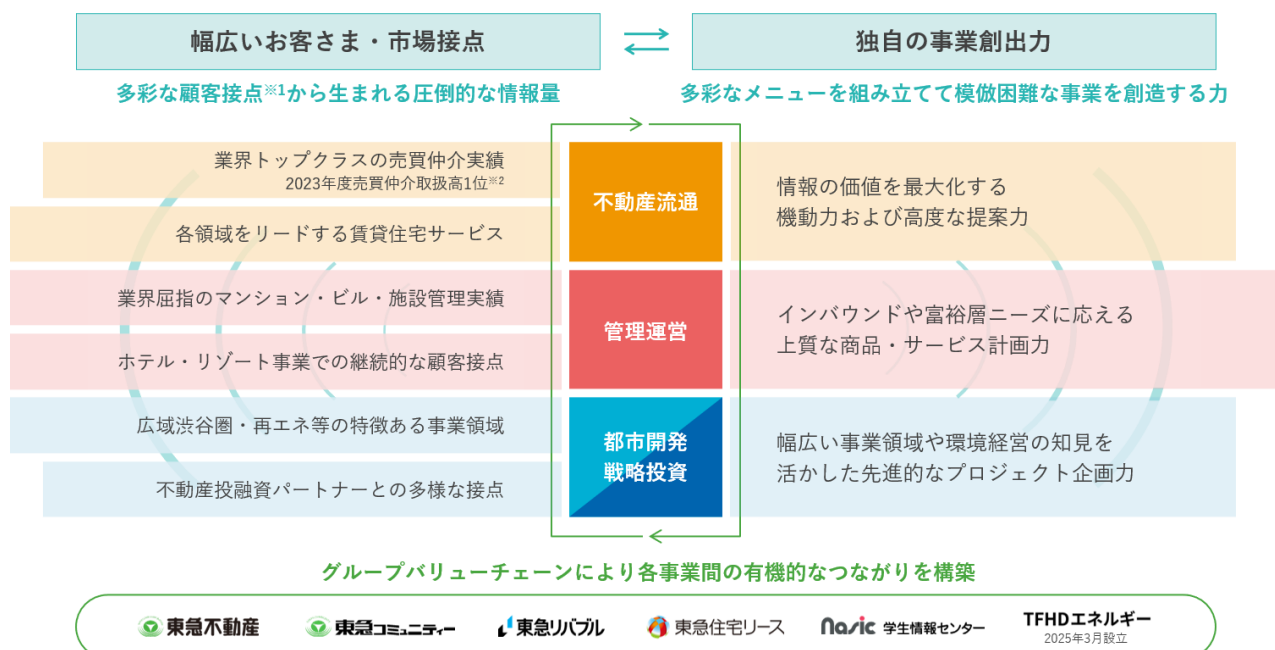 幅広いお客さま・市場接点
独自の事業創出力
多彩な顧客接点※1から生まれる圧倒的な情報量
多彩なメニューを組み立てて模倣困難な事業を創造する力
業界トップクラスの売買仲介実績
2023年度売買仲介取扱高1位※2
各領域をリードする賃貸住宅サービス
不動産流通
情報の価値を最大化する
機動力および高度な提案力
業界屈指のマンション・ビル・施設管理実績
ホテル・リゾート事業での継続的な顧客接点
管理運営
インバウンドや富裕層ニーズに応える
上質な商品・サービス計画力
広域渋谷圏・再エネ等の特徴ある事業領域
不動産投融資パートナーとの多様な接点
都市開発
戦略投資
幅広い事業領域や環境経営の知見を
活かした先進的なプロジェクト企画力
グループバリューチェーンにより各事業間の有機的なつながりを構築
東急不動産
東急コミュニティー
東急リバブル
東急住宅リース
nasic 学生情報センター
TFHDエネルギー
2025年3月設立